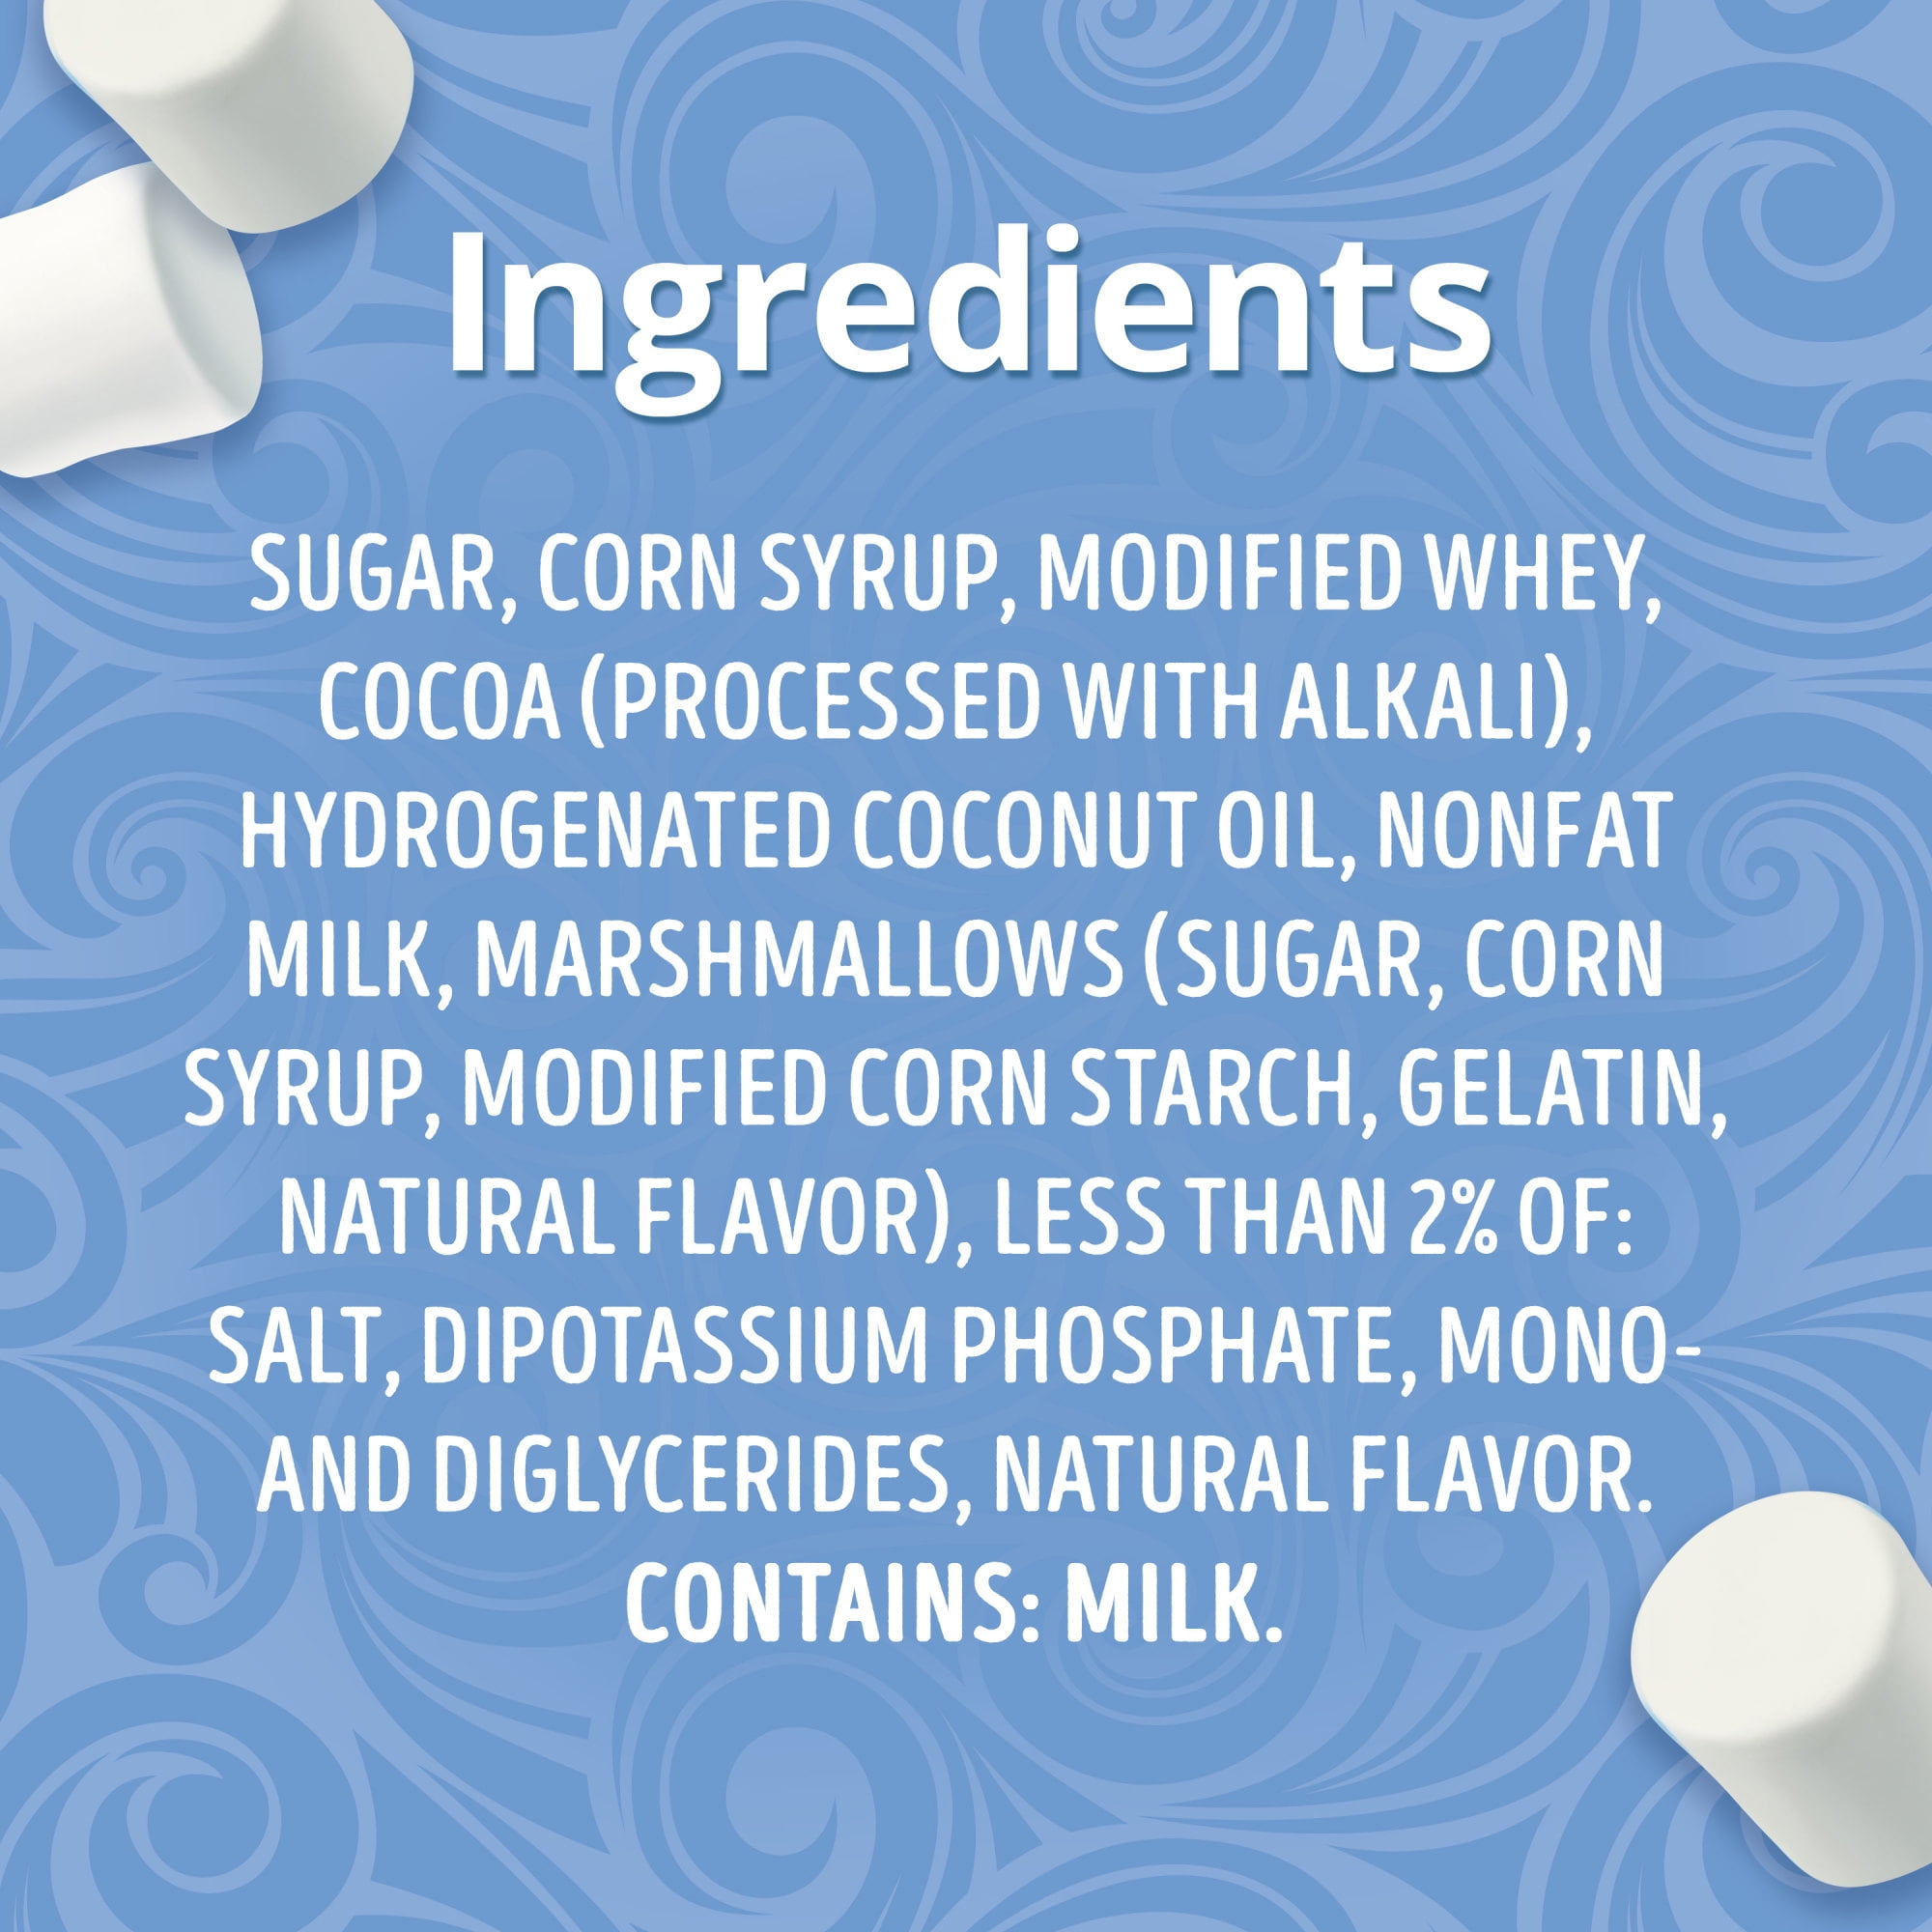 Ingredients
SUGAR, CORN SYRUP, MODIFIED WHEY,
COCOA (PROCESSED WITH ALKALI),
HYDROGENATED COCONUT OIL, NONFAT
MILK, MARSHMALLOWS (SUGAR, CORN
SYRUP, MODIFIED CORN STARCH, GELATIN,
NATURAL FLAVOR), LESS THAN 2% OF:
SALT, DIPOTASSIUM PHOSPHATE, MONO-
AND DIGLYCERIDES, NATURAL FLAVOR.
CONTAINS: MILK.